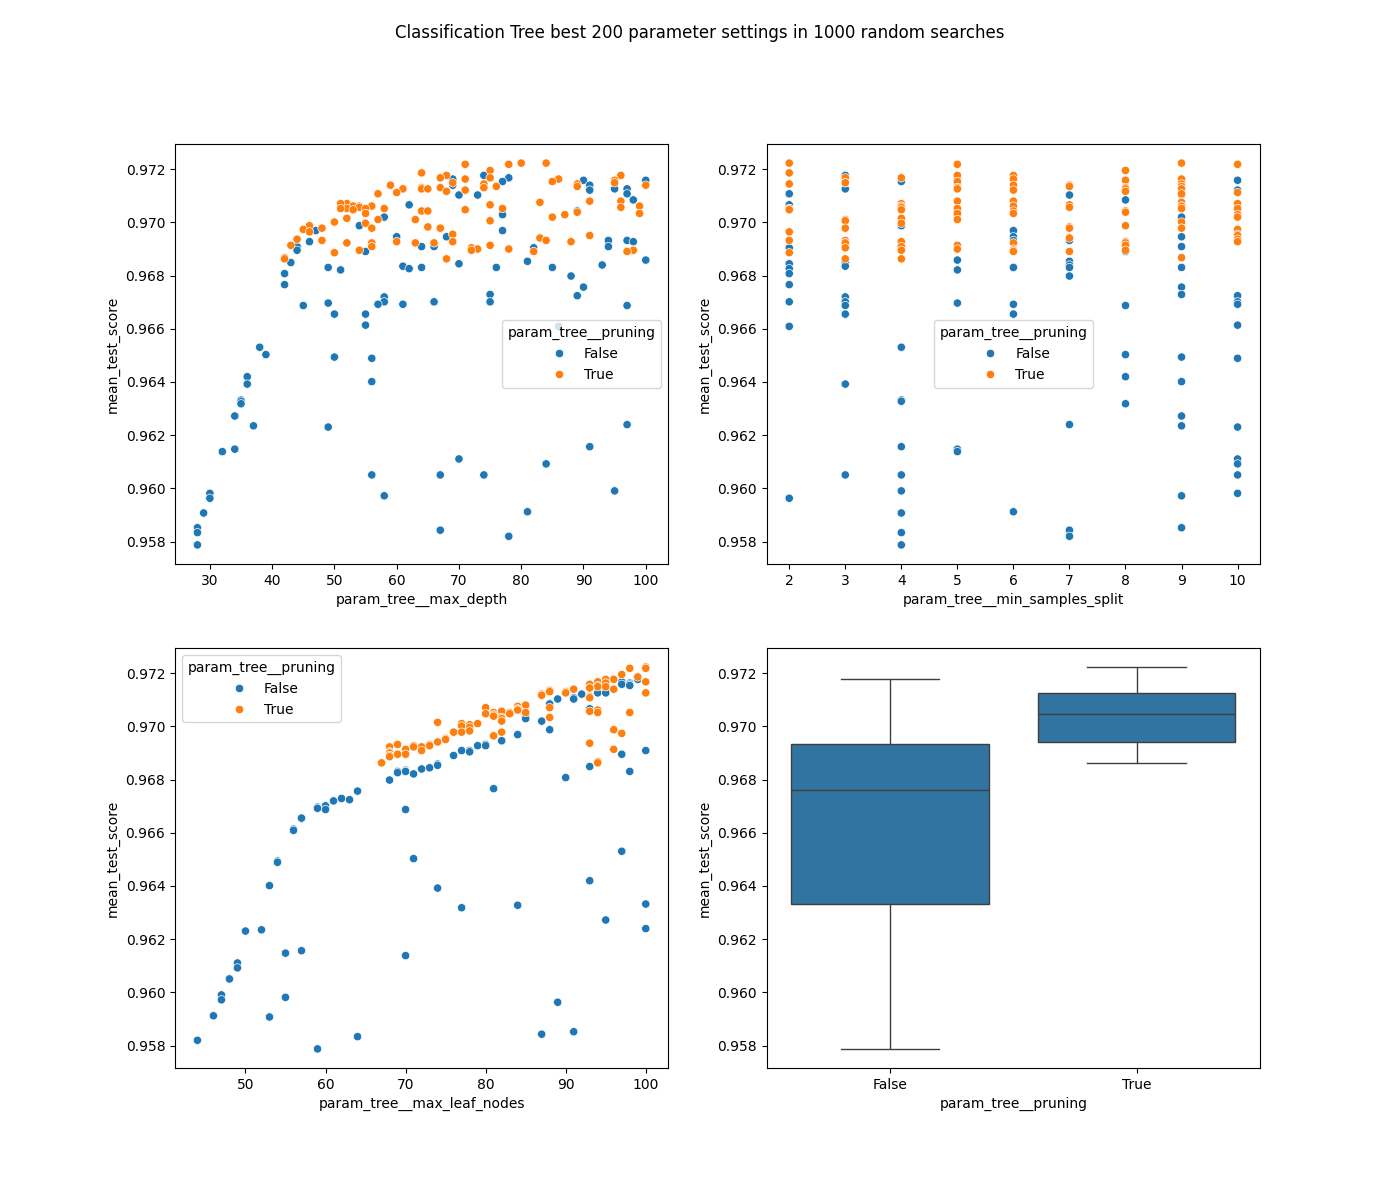 Classification Tree best 200 parameter settings in 1000 random searches
0.972
0.970
0.968
0.966
0.964
0.962
0.960
0.958
mean_test_score
param_tree__pruning
False
True
30 40 50 60 70 80 90 100
param_tree__max_depth
0.972
0.970
0.968
0.966
0.964
0.962
0.960
0.958
mean_test_score
param_tree__pruning
False
True
2 3 4 5 6 7 8 9 10
param_tree__min_samples_split
0.972
0.970
0.968
0.966
0.964
0.962
0.960
0.958
mean_test_score
param_tree__pruning
False
True
50 60 70 80 90 100
param_tree__max_leaf_nodes
0.972
0.970
0.968
0.966
0.964
0.962
0.960
0.958
mean_test_score
False True
param_tree__pruning